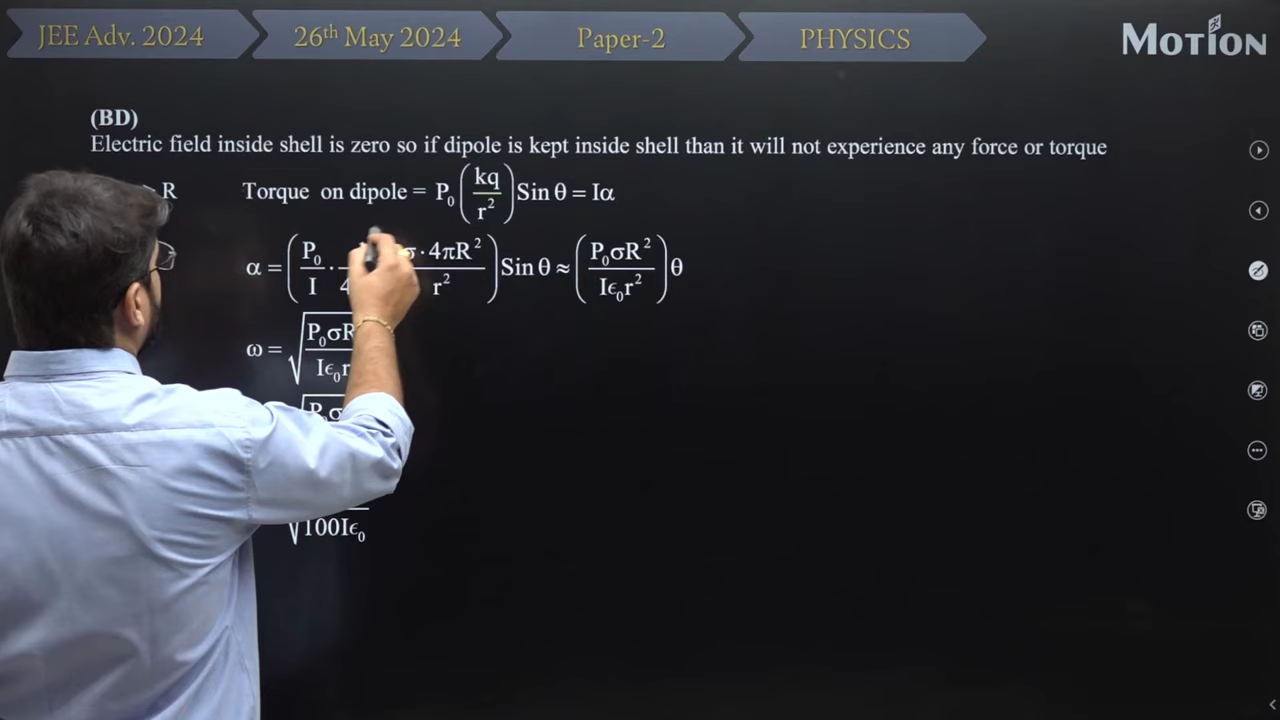 JEE Adv. 2024 26th May 2024 Paper-2 PHYSICS MOTION
(BD)
Electric field inside shell is zero so if dipole is kept inside shell than it will not experience any force or torque
R Torque on dipole = P₀ (kq/r²) Sin θ = Iα
α = (P₀/I · σ·4πR²/r²) Sin θ ≈ (P₀σR²/Iϵ₀r²) θ
ω = √(P₀σR/Iϵ₀r
√(P₀σ
√100Iϵ₀